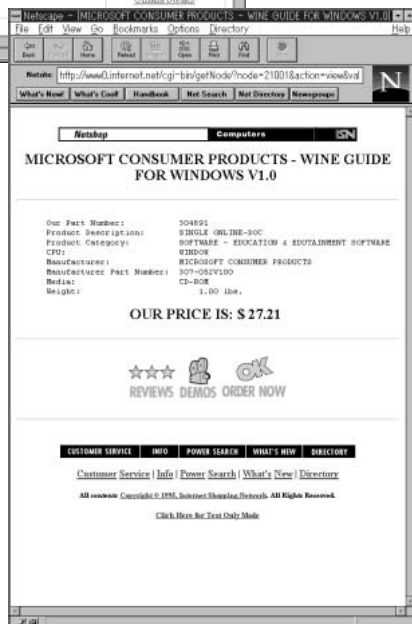 Netscape - [MICROSOFT CONSUMER PRODUCTS - WINE GUIDE FOR WINDOWS V1.0]
File Edit View Go Bookmarks Options Directory Help
Back Home Reload Open Print Find
Netsite: http://www0.internet.net/cgi-bin/getNode?node=21001&action=view&val
What's New! What's Cool! Handbook Net Search Net Directory Newsgroups
N
Netshop Computers ISN
MICROSOFT CONSUMER PRODUCTS - WINE GUIDE
FOR WINDOWS V1.0
Our Part Number: 304891
Product Description: SINGLE ONLINE-DOC
Product Category: SOFTWARE - EDUCATION & EDUTAINMENT SOFTWARE
CPU: WINDOW
Manufacturer: MICROSOFT CONSUMER PRODUCTS
Manufacturer Part Number: 307-052V100
Media: CD-ROM
Weight: 1.00 lbs.
OUR PRICE IS: $ 27.21
OK
REVIEWS DEMOS ORDER NOW
CUSTOMER SERVICE INFO POWER SEARCH WHAT'S NEW DIRECTORY
Customer Service | Info | Power Search | What's New | Directory
All contents Copyright © 1995, Internet Shopping Network. All Rights Reserved.
Click Here for Text Only Mode